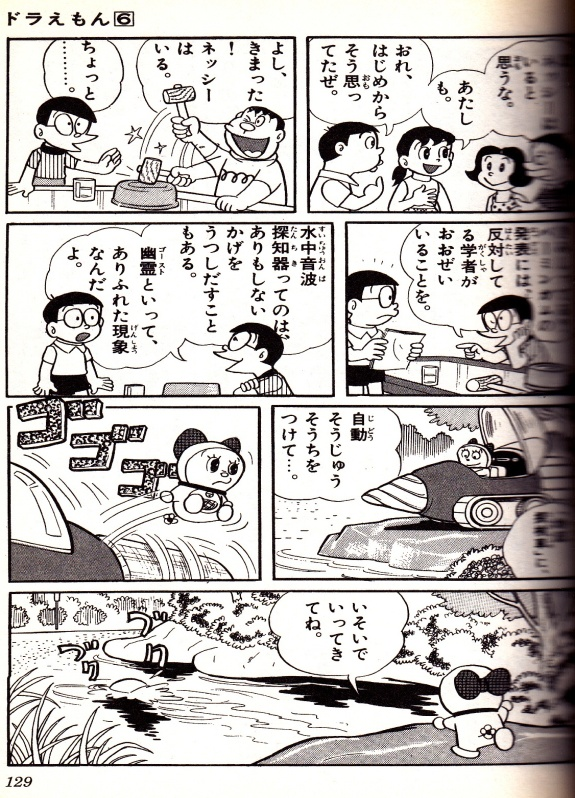 ドラえもん 6
いると
思うな。
あたし
も。
おれ、
はじめから
そう思っ
てたぜ。
よし、
きまった
!
ネッシー
は
いる。
ちょっと
……。
発表には、
反対して
る学者が
おおぜい
いることを。
水中音波
探知器ってのは、
ありもしない
かげを
うつしだすこと
もある。
幽霊といって、
ありふれた現象
なんだ
よ。
自動
そうじゅう
そうちを
つけて…。
ゴゴゴ
いそいで
いってき
てね。
ブリ
ブリ
129